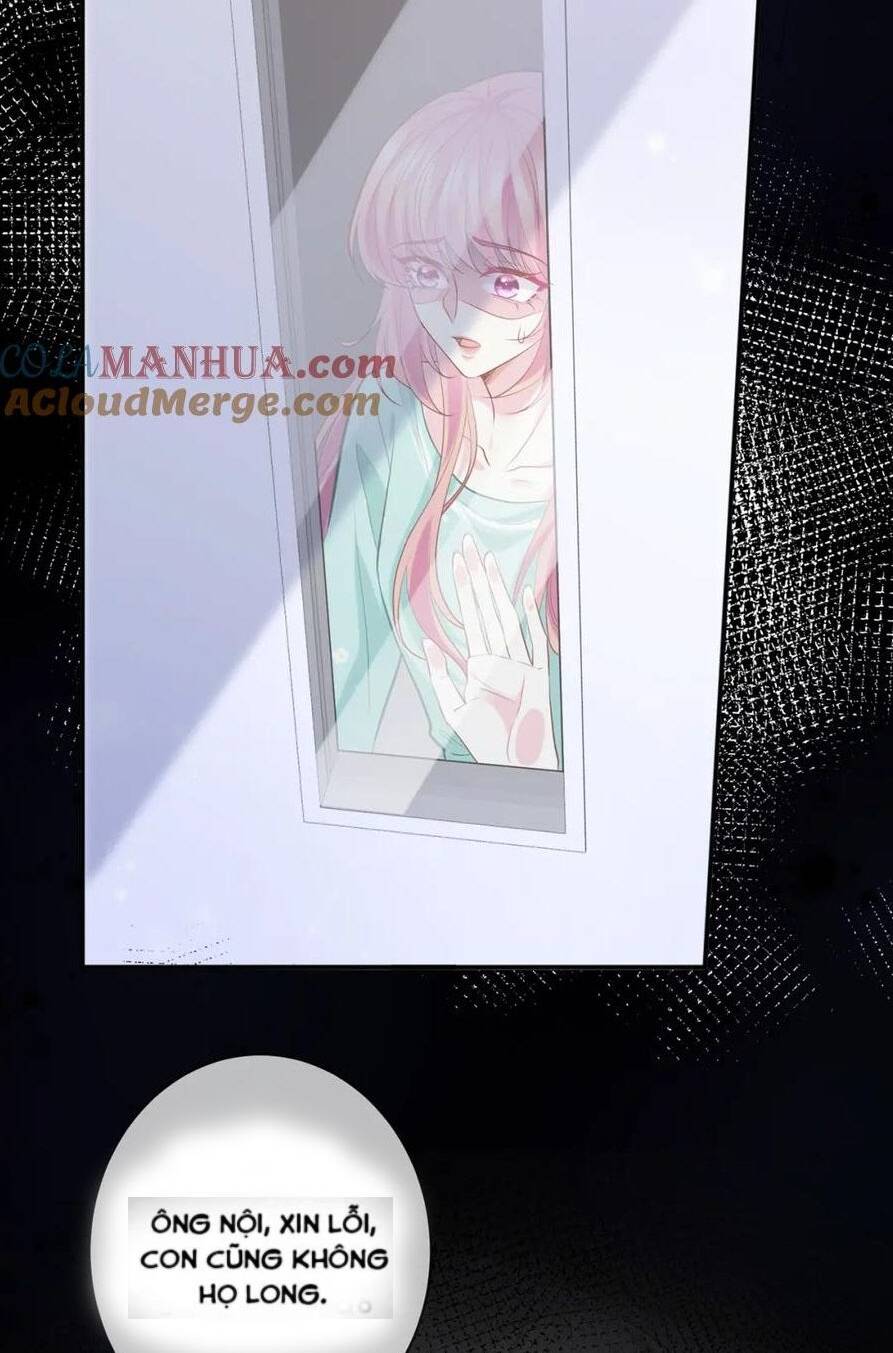 COLAMANHUA.com
AcloudMerge.com
ÔNG NỘI, XIN LỖI,
CON CŨNG KHÔNG
HỌ LONG.